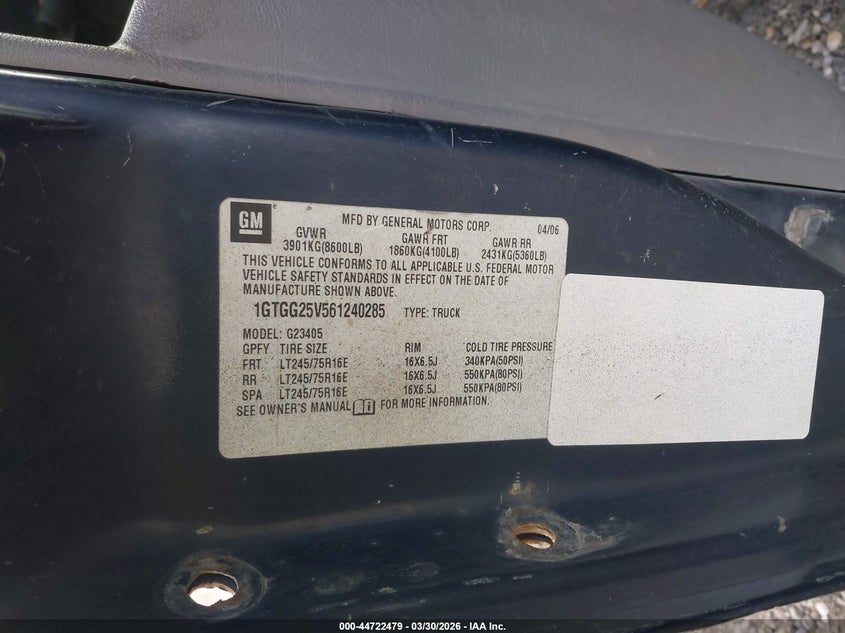 GM
MFD BY GENERAL MOTORS CORP. 04/06
GVWR GAWR FRT GAWR RR
3901KG(8600LB) 1860KG(4100LB) 2431KG(5360LB)
THIS VEHICLE CONFORMS TO ALL APPLICABLE U.S. FEDERAL MOTOR
VEHICLE SAFETY STANDARDS IN EFFECT ON THE DATE OF
MANUFACTURE SHOWN ABOVE.
1GTGG25V561240285 TYPE: TRUCK
MODEL: G23405
GPFY TIRE SIZE RIM COLD TIRE PRESSURE
FRT LT245/75R16E 16X6.5J 340KPA(50PSI)
RR LT245/75R16E 16X6.5J 550KPA(80PSI)
SPA LT245/75R16E 16X6.5J 550KPA(80PSI)
SEE OWNER'S MANUAL FOR MORE INFORMATION.
000-44722479 - 03/30/2026 - IAA Inc.